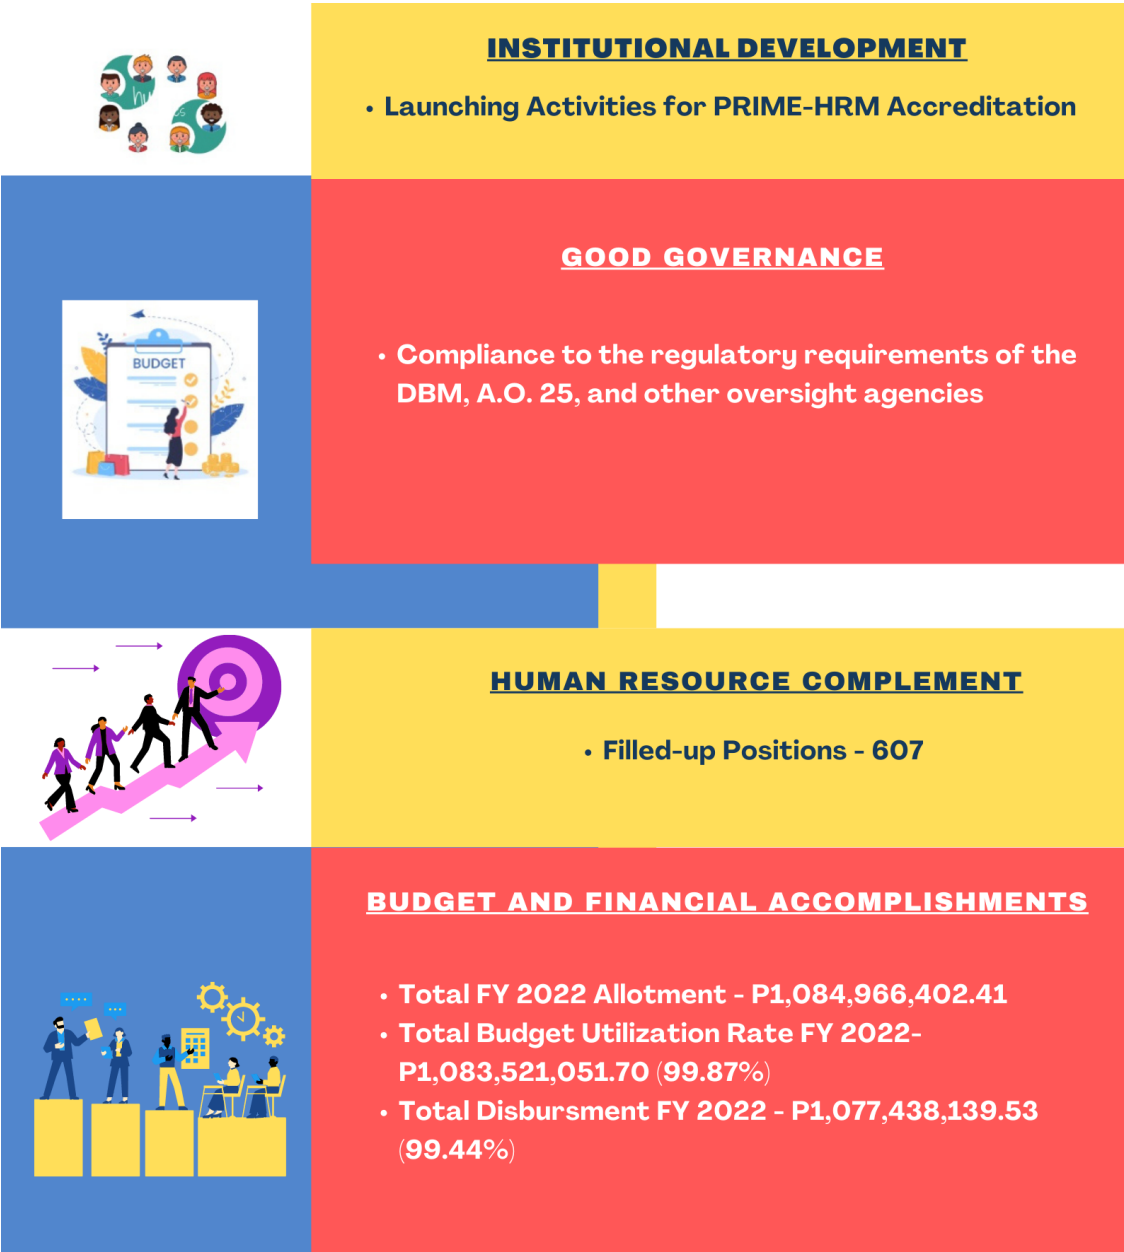 INSTITUTIONAL DEVELOPMENT
• Launching Activities for PRIME-HRM Accreditation
GOOD GOVERNANCE
BUDGET
• Compliance to the regulatory requirements of the
DBM, A.O. 25, and other oversight agencies
HUMAN RESOURCE COMPLEMENT
• Filled-up Positions - 607
BUDGET AND FINANCIAL ACCOMPLISHMENTS
• Total FY 2022 Allotment - P1,084,966,402.41
• Total Budget Utilization Rate FY 2022-
P1,083,521,051.70 (99.87%)
• Total Disbursment FY 2022 - P1,077,438,139.53
(99.44%)